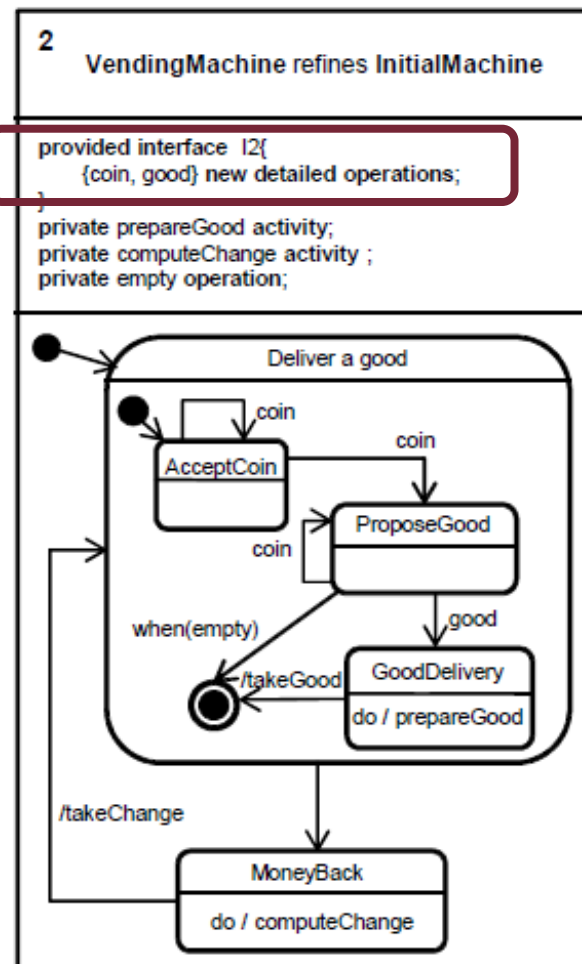 2
VendingMachine refines InitialMachine
provided interface I2{
{coin, good} new detailed operations;
}
private prepareGood activity;
private computeChange activity ;
private empty operation;
Deliver a good
coin
AcceptCoin
coin
ProposeGood
coin
when(empty)
good
/takeGood
GoodDelivery
do / prepareGood
/takeChange
MoneyBack
do / computeChange